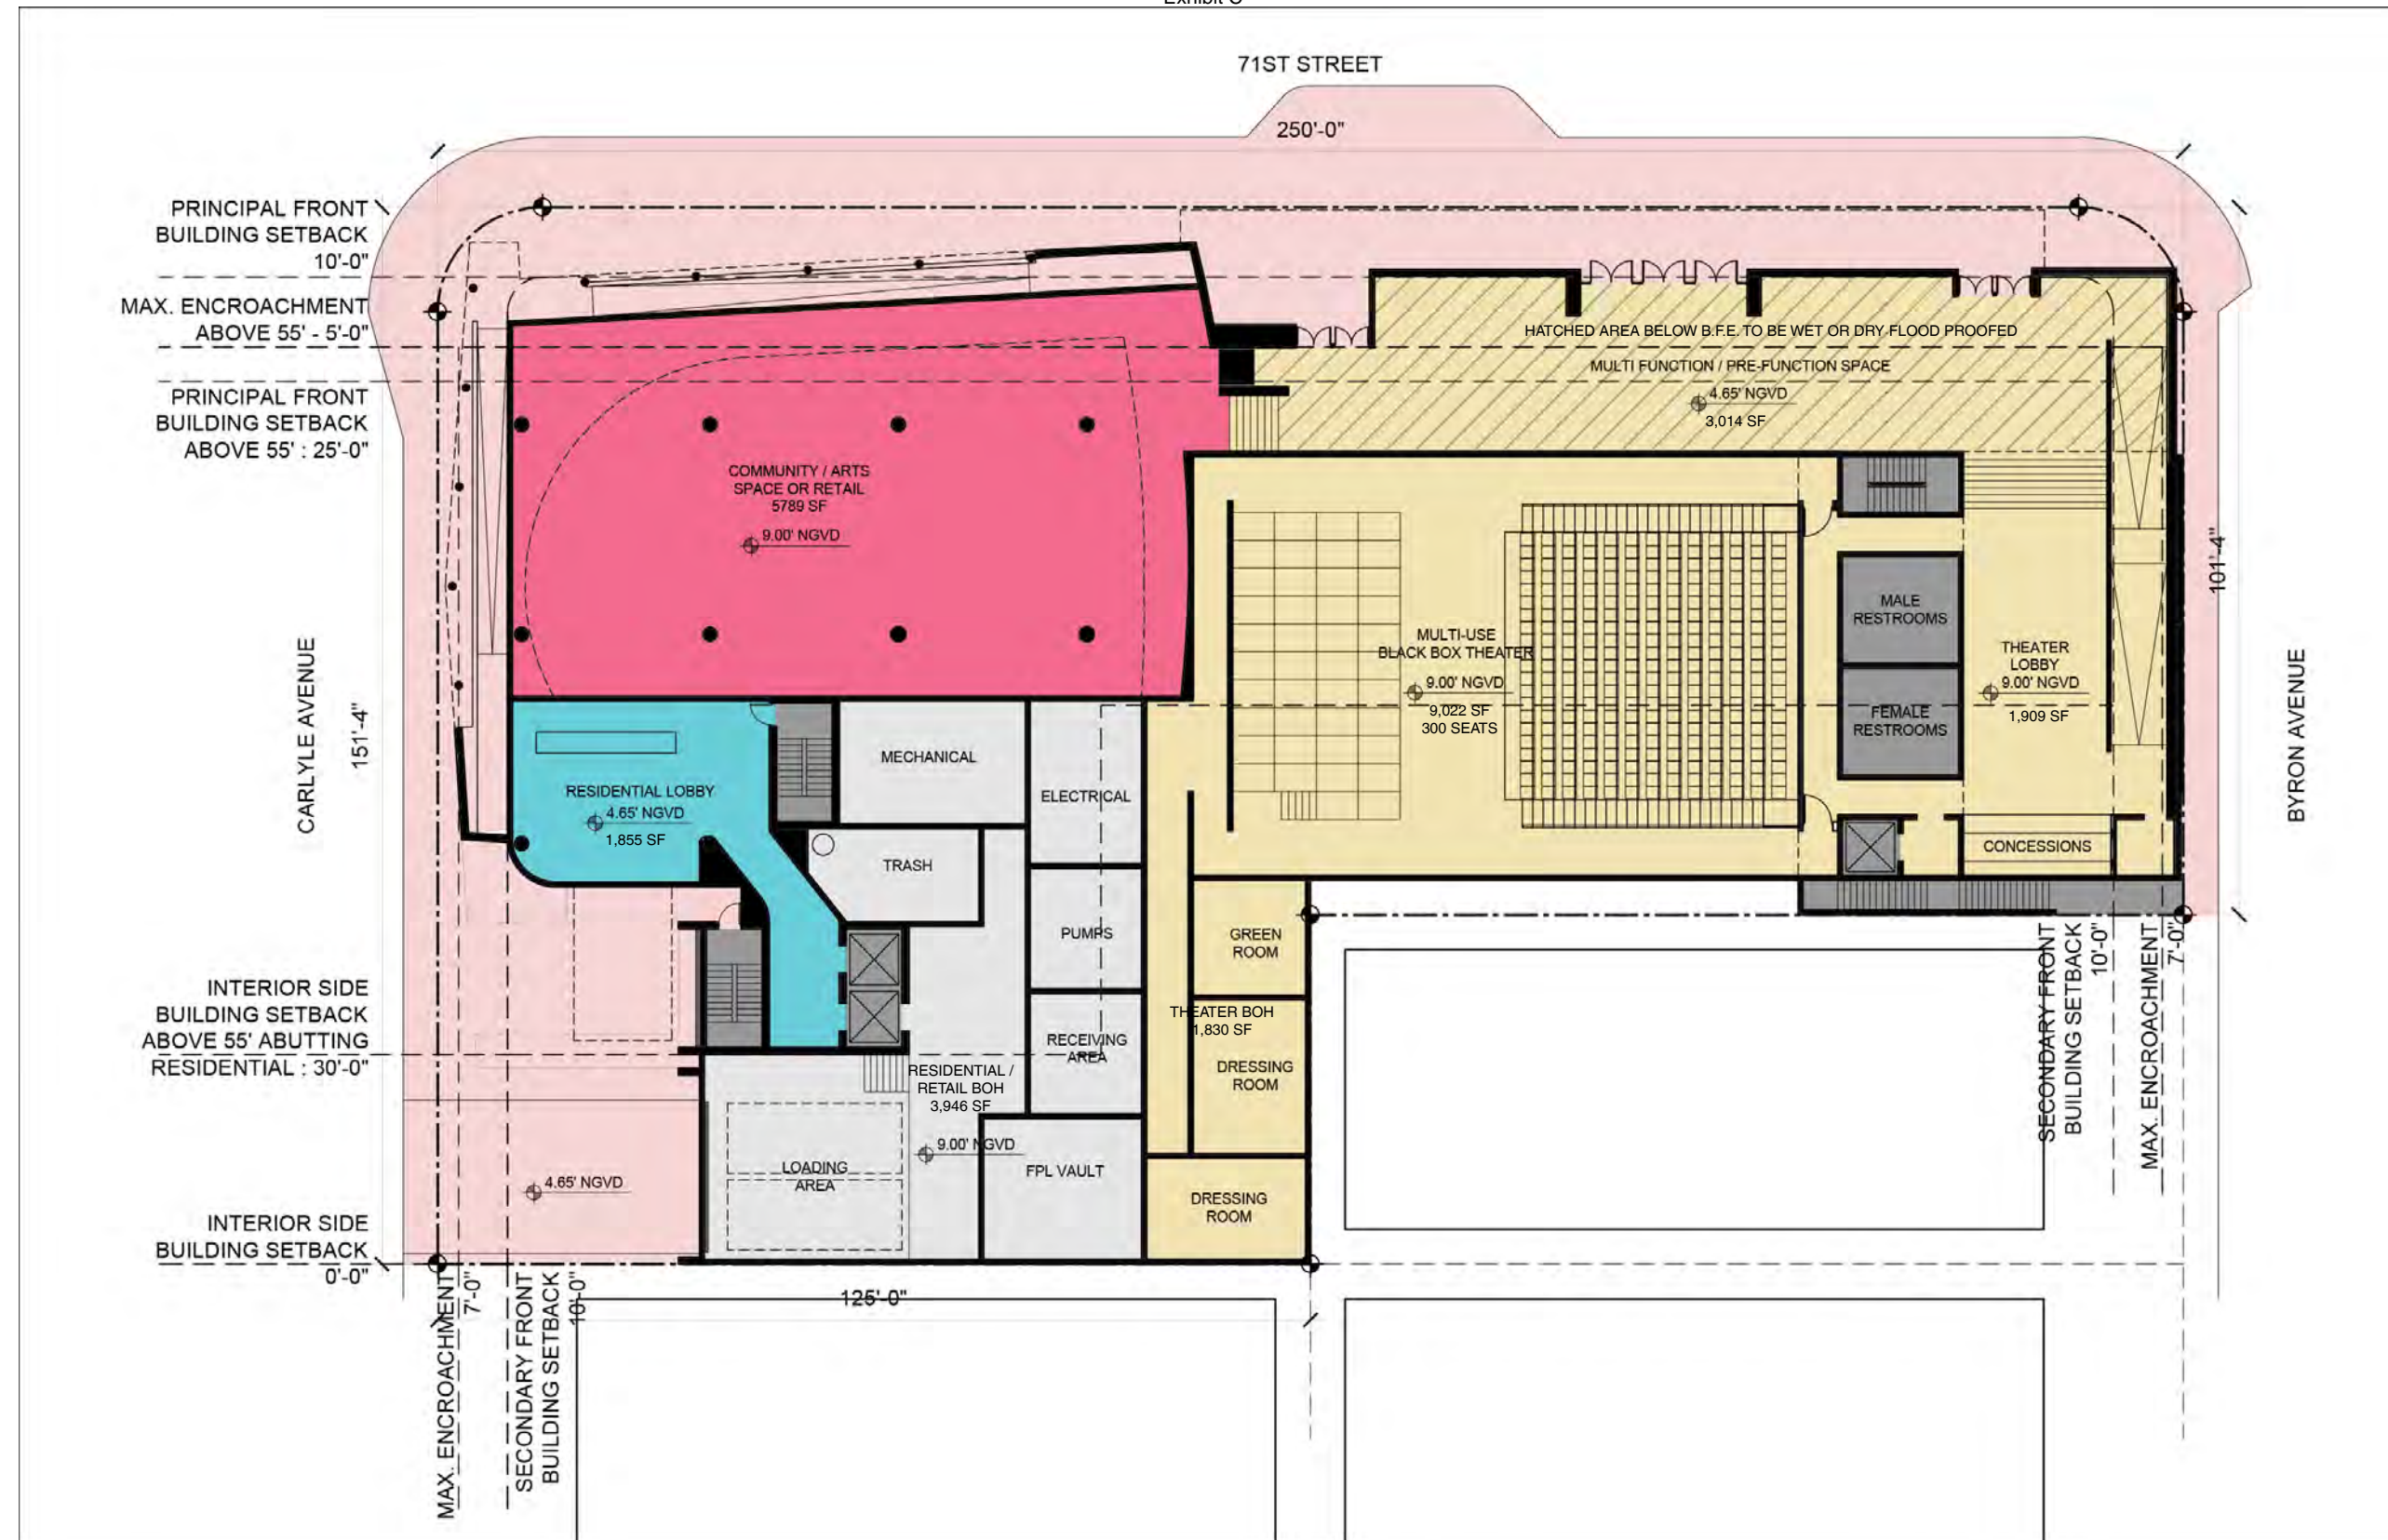 Exhibit C
71ST STREET
250'-0"
PRINCIPAL FRONT
BUILDING SETBACK
10'-0"
MAX. ENCROACHMENT
ABOVE 55' - 5'-0"
PRINCIPAL FRONT
BUILDING SETBACK
ABOVE 55' : 25'-0"
HATCHED AREA BELOW B.F.E. TO BE WET OR DRY FLOOD PROOFED
MULTI FUNCTION / PRE-FUNCTION SPACE
4.65' NGVD
3,014 SF
COMMUNITY / ARTS
SPACE OR RETAIL
5789 SF
9.00' NGVD
MULTI-USE
BLACK BOX THEATER
9.00' NGVD
9,022 SF
300 SEATS
MALE
RESTROOMS
FEMALE
RESTROOMS
THEATER
LOBBY
9.00' NGVD
1,909 SF
CONCESSIONS
101'-4"
BYRON AVENUE
CARLYLE AVENUE
151'-4"
RESIDENTIAL LOBBY
4.65' NGVD
1,855 SF
MECHANICAL
ELECTRICAL
TRASH
PUMPS
GREEN
ROOM
THEATER BOH
1,830 SF
RECEIVING
AREA
DRESSING
ROOM
RESIDENTIAL /
RETAIL BOH
3,946 SF
9.00' NGVD
LOADING
AREA
FPL VAULT
DRESSING
ROOM
4.65' NGVD
INTERIOR SIDE
BUILDING SETBACK
ABOVE 55' ABUTTING
RESIDENTIAL : 30'-0"
INTERIOR SIDE
BUILDING SETBACK
0'-0"
MAX. ENCROACHMENT
7'-0"
SECONDARY FRONT
BUILDING SETBACK
10'-0"
125'-0"
SECONDARY FRONT
BUILDING SETBACK
10'-0"
MAX. ENCROACHMENT
7'-0"